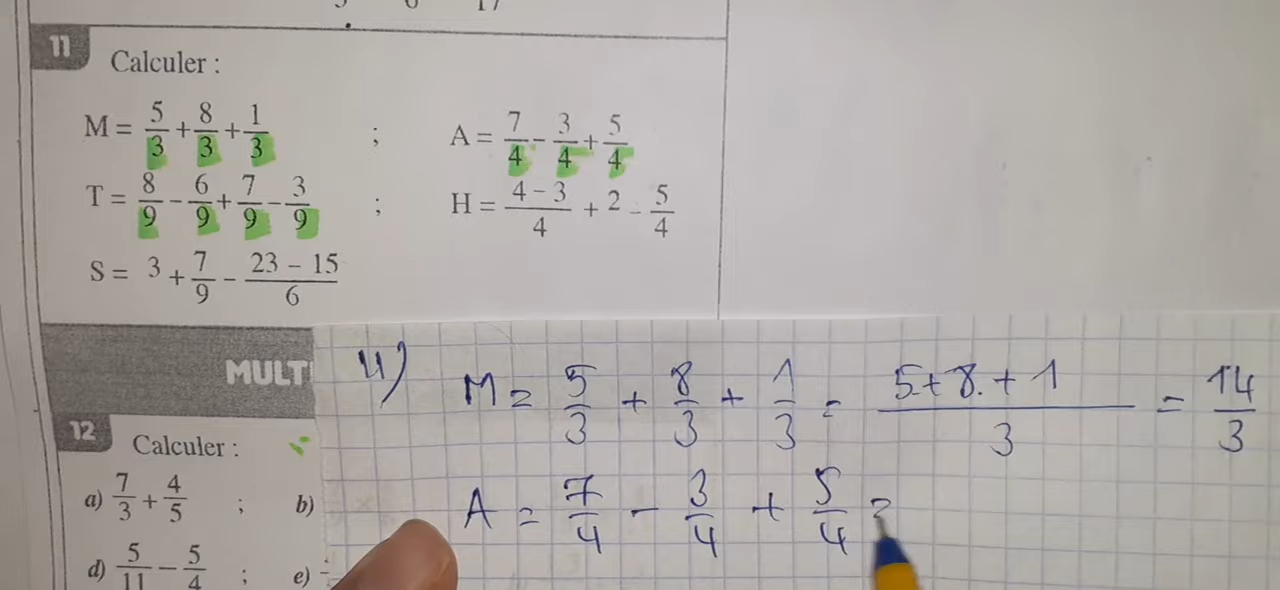 11 Calculer :
M = 5/3 + 8/3 + 1/3 ; A = 7/4 - 3/4 + 5/4
T = 8/9 - 6/9 + 7/9 - 3/9 ; H = (4 - 3)/4 + 2 - 5/4
S = 3 + 7/9 - (23 - 15)/6
MULT
12 Calculer :
a) 7/3 + 4/5 ; b)
d) 5/11 - 5/4 ; e)
11) M = 5/3 + 8/3 + 1/3 = (5 + 8 + 1)/3 = 14/3
A = 7/4 - 3/4 + 5/4 =